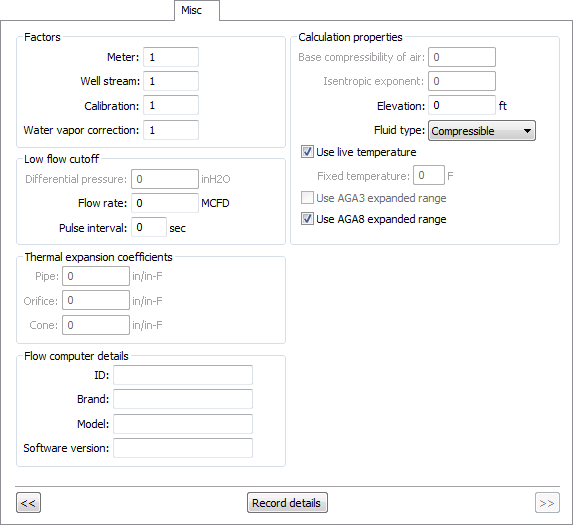 Misc
Factors
Meter: 1
Well stream: 1
Calibration: 1
Water vapor correction: 1
Low flow cutoff
Differential pressure: 0 inH2O
Flow rate: 0 MCFD
Pulse interval: 0 sec
Thermal expansion coefficients
Pipe: 0 in/in-F
Orifice: 0 in/in-F
Cone: 0 in/in-F
Flow computer details
ID:
Brand:
Model:
Software version:
Calculation properties
Base compressibility of air: 0
Isentropic exponent: 0
Elevation: 0 ft
Fluid type: Compressible
Use live temperature
Fixed temperature: 0 F
Use AGA3 expanded range
Use AGA8 expanded range
<< Record details >>